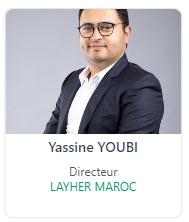 Yassine YOUBI
Directeur
LAYHER MAROC